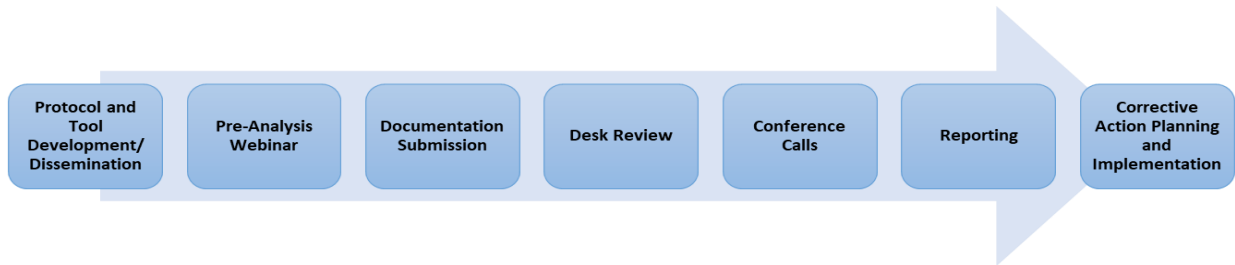 Protocol and
Tool
Development/
Dissemination
Pre-Analysis
Webinar
Documentation
Submission
Desk Review
Conference
Calls
Reporting
Corrective
Action Planning
and
Implementation